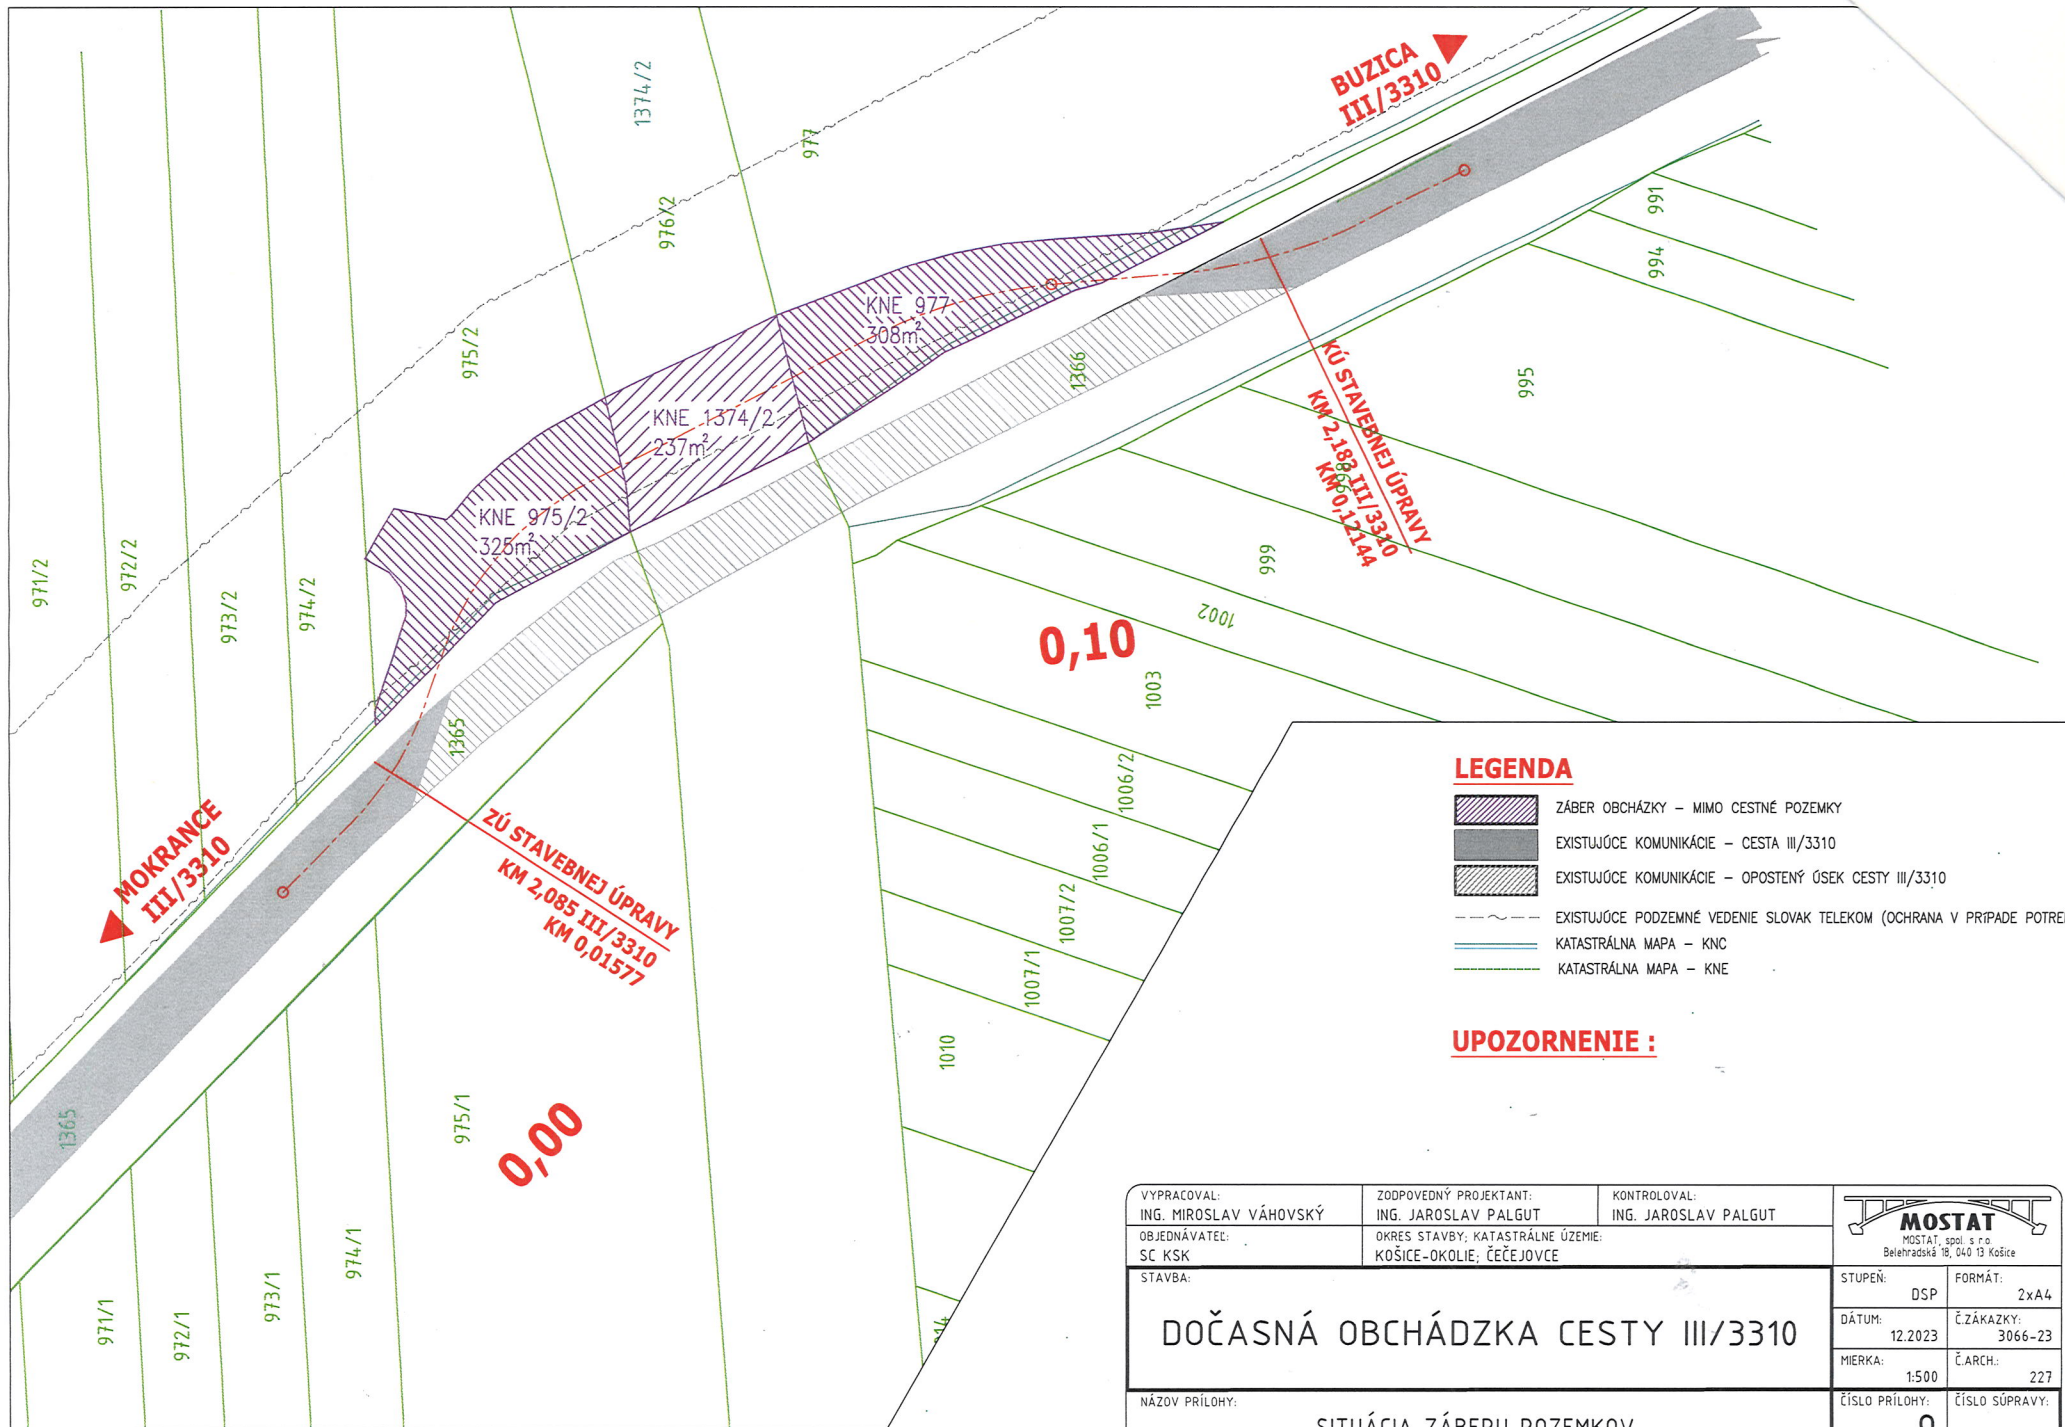 BUZICA
III/3310
1374/2
977
976/2
975/2
991
994
995
KNE 977
308m²
KNE 1374/2
237m²
KNE 975/2
325m²
1366
KÚ STAVEBNEJ ÚPRAVY
KM 2,183 III/3310
KM 0,12144
998
999
1002
971/2
972/2
973/2
974/2
0,10
1003
1365
1006/2
1006/1
1007/2
1007/1
1010
MOKRANCE
III/3310
ZÚ STAVEBNEJ ÚPRAVY
KM 2,085 III/3310
KM 0,01577
0,00
1365
975/1
974/1
973/1
972/1
971/1
LEGENDA
ZÁBER OBCHÁZKY – MIMO CESTNÉ POZEMKY
EXISTUJÚCE KOMUNIKÁCIE – CESTA III/3310
EXISTUJÚCE KOMUNIKÁCIE – OPOSTENÝ ÚSEK CESTY III/3310
EXISTUJÚCE PODZEMNÉ VEDENIE SLOVAK TELEKOM (OCHRANA V PRÍPADE
KATASTRÁLNA MAPA – KNC
KATASTRÁLNA MAPA – KNE
UPOZORNENIE :
VYPRACOVAL:
ING. MIROSLAV VÁHOVSKÝ
ZODPOVEDNÝ PROJEKTANT:
ING. JAROSLAV PALGUT
KONTROLOVAL:
ING. JAROSLAV PALGUT
MOSTAT
MOSTAT, spol. s r.o.
Belehradská 18, 040 13 Košice
OBJEDNÁVATEĽ:
SC KSK
OKRES STAVBY; KATASTRÁLNE ÚZEMIE:
KOŠICE-OKOLIE; ČEČEJOVCE
STAVBA:
DOČASNÁ OBCHÁDZKA CESTY III/3310
STUPEŇ:
DSP
FORMÁT:
2xA4
DÁTUM:
12.2023
Č.ZÁKAZKY:
3066-23
MIERKA:
1:500
Č.ARCH.:
227
NÁZOV PRÍLOHY:
SITUÁCIA ZÁBERU POZEMKOV
ČÍSLO PRÍLOHY:
ČÍSLO SÚPRAVY: